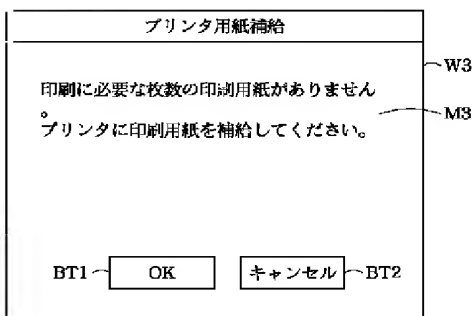 プリンタ用紙補給
W3
印刷に必要な枚数の印刷用紙がありません
。
M3
プリンタに印刷用紙を補給してください。
BT1
OK
キャンセル
BT2